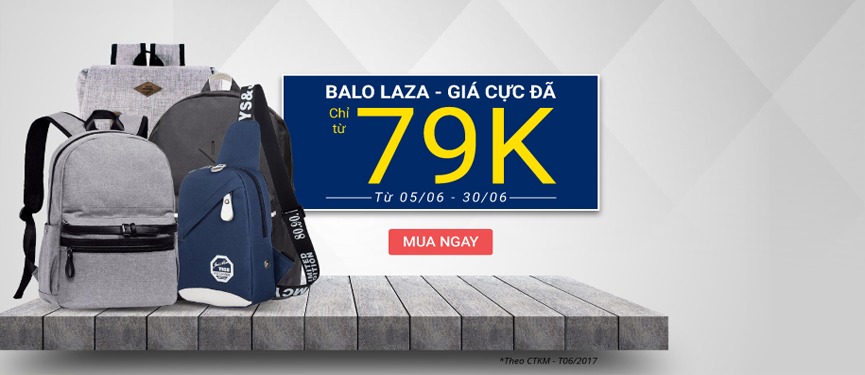 BALO LAZA - GIÁ CỰC ĐÃ
Chỉ
từ
79K
Từ 05/06 - 30/06
MUA NGAY
*Theo CTKM - T06/2017